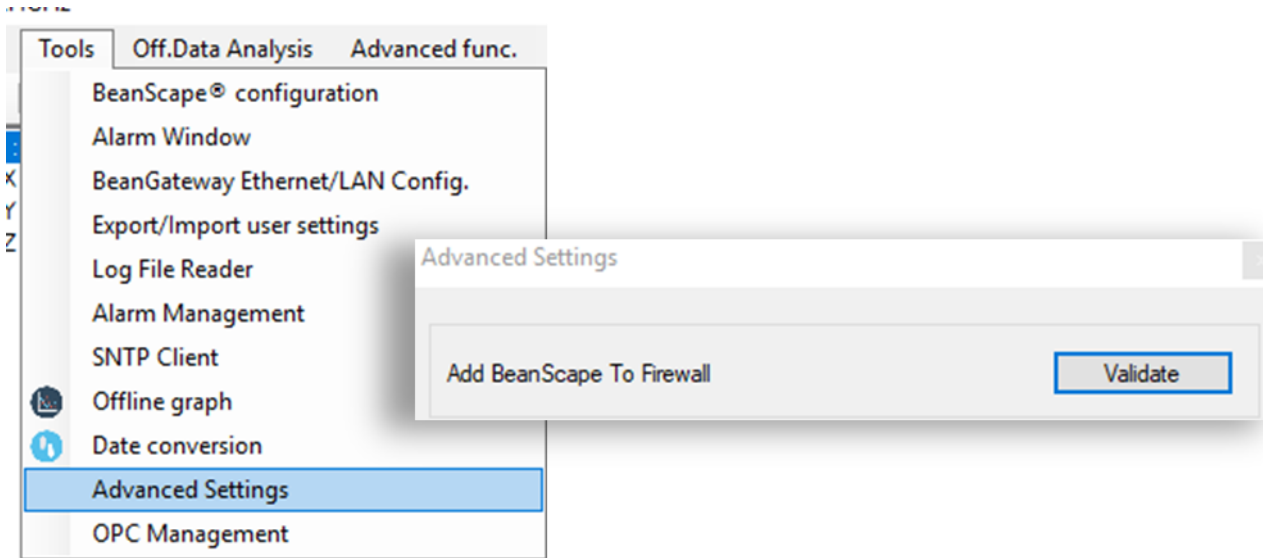 Tools Off.Data Analysis Advanced func.
BeanScape® configuration
Alarm Window
BeanGateway Ethernet/LAN Config.
X
Y
Export/Import user settings
Z
Log File Reader
Alarm Management
SNTP Client
Offline graph
Date conversion
Advanced Settings
OPC Management
Advanced Settings
Add BeanScape To Firewall Validate